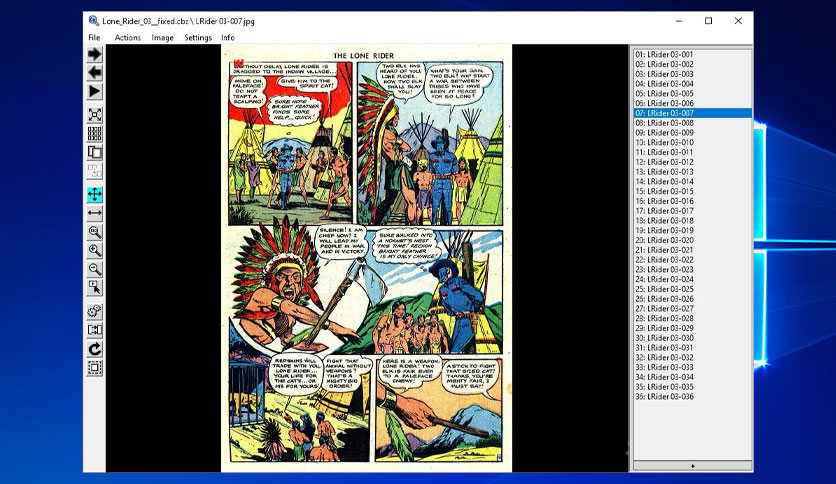 Lone_Rider_03__fixed.cbz \ LRider 03-007.jpg
File Actions Image Settings Info
THE LONE RIDER
WITHOUT DELAY, LONE RIDER IS
DRAGGED TO THE INDIAN VILLAGE...
MOVE ON,
PALEFACE!
DO NOT
TEMPT A
SCALPING!
GIVE HIM TO THE
SPIRIT CAT!
SURE HOPE
BRIGHT FEATHER
FINDS SOME
HELP...QUICK!
TWO ELK HAS
HEARD OF YOU,
LONE RIDER.
NOW TWO ELK
SHALL SLAY
YOU!
WHAT'S YOUR
GAIN,
TWO ELK? WHY START
A WAR BETWEEN
TRIBES WHO HAVE
BEEN AT PEACE
FOR SO LONG?
SILENCE! I AM
CHIEF NOW! I
WILL LEAD MY
PEOPLE IN WAR
AND IN VICTORY!
SURE WALKED INTO
A HORNET'S NEST
THIS TIME! RECKON
BRIGHT FEATHER
IS MY ONLY CHANCE!
REDSKINS WILL
TRADE WITH YOU,
LONE RIDER...
YOUR LIFE FOR
THE CAT'S...OR
HIS FOR YOURS!
FIGHT THAT
ANIMAL WITHOUT
WEAPONS?
THAT'S A
MIGHTY BIG
ORDER!
HERE IS A WEAPON,
LONE RIDER! TWO
ELK IS FAIR EVEN
TO A PALEFACE
ENEMY!
A STICK TO FIGHT
THAT SIZED CAT!
THANKS, YOU'RE
MIGHTY FAIR, I
MUST SAY!
01: LRider 03-001
02: LRider 03-002
03: LRider 03-003
04: LRider 03-004
05: LRider 03-005
06: LRider 03-006
07: LRider 03-007
08: LRider 03-008
09: LRider 03-009
10: LRider 03-010
11: LRider 03-011
12: LRider 03-012
13: LRider 03-013
14: LRider 03-014
15: LRider 03-015
16: LRider 03-016
17: LRider 03-017
18: LRider 03-018
19: LRider 03-019
20: LRider 03-020
21: LRider 03-021
22: LRider 03-022
23: LRider 03-023
24: LRider 03-024
25: LRider 03-025
26: LRider 03-026
27: LRider 03-027
28: LRider 03-028
29: LRider 03-029
30: LRider 03-030
31: LRider 03-031
32: LRider 03-032
33: LRider 03-033
34: LRider 03-034
35: LRider 03-035
36: LRider 03-036